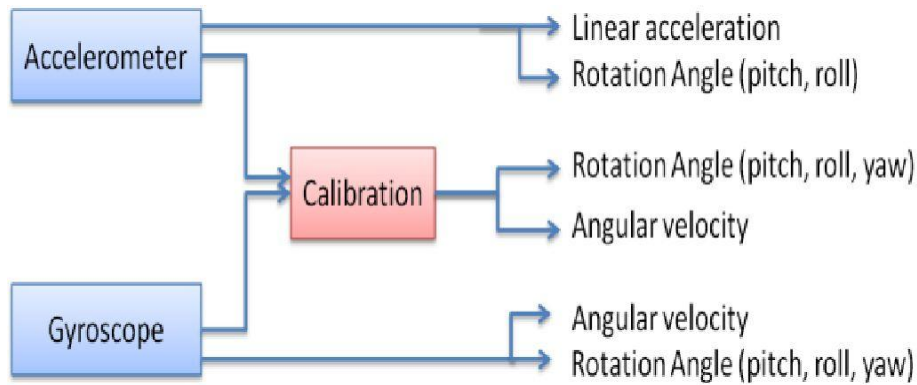 Accelerometer
Linear acceleration
Rotation Angle (pitch, roll)
Calibration
Rotation Angle (pitch, roll, yaw)
Angular velocity
Gyroscope
Angular velocity
Rotation Angle (pitch, roll, yaw)